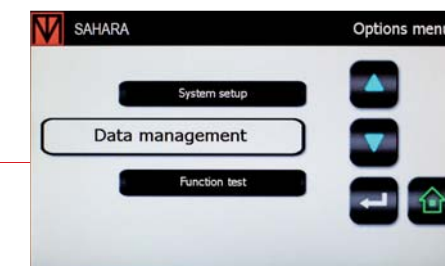 SAHARA Options menu
System setup
Data management
Function test